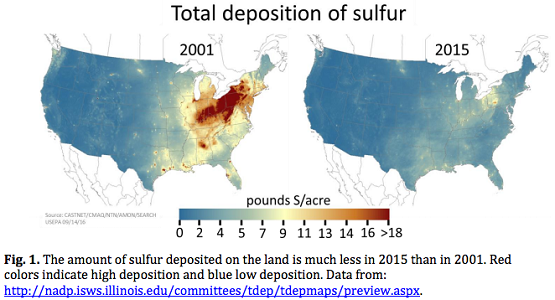 Total deposition of sulfur
2001
2015
Source: CASTNET/CMAQ/NTN/AMON/SEARCH
USEPA 09/14/16
pounds S/acre
0 2 4 5 7 9 11 13 14 16 >18
Fig. 1. The amount of sulfur deposited on the land is much less in 2015 than in 2001. Red
colors indicate high deposition and blue low deposition. Data from:
http://nadp.isws.illinois.edu/committees/tdep/tdepmaps/preview.aspx.